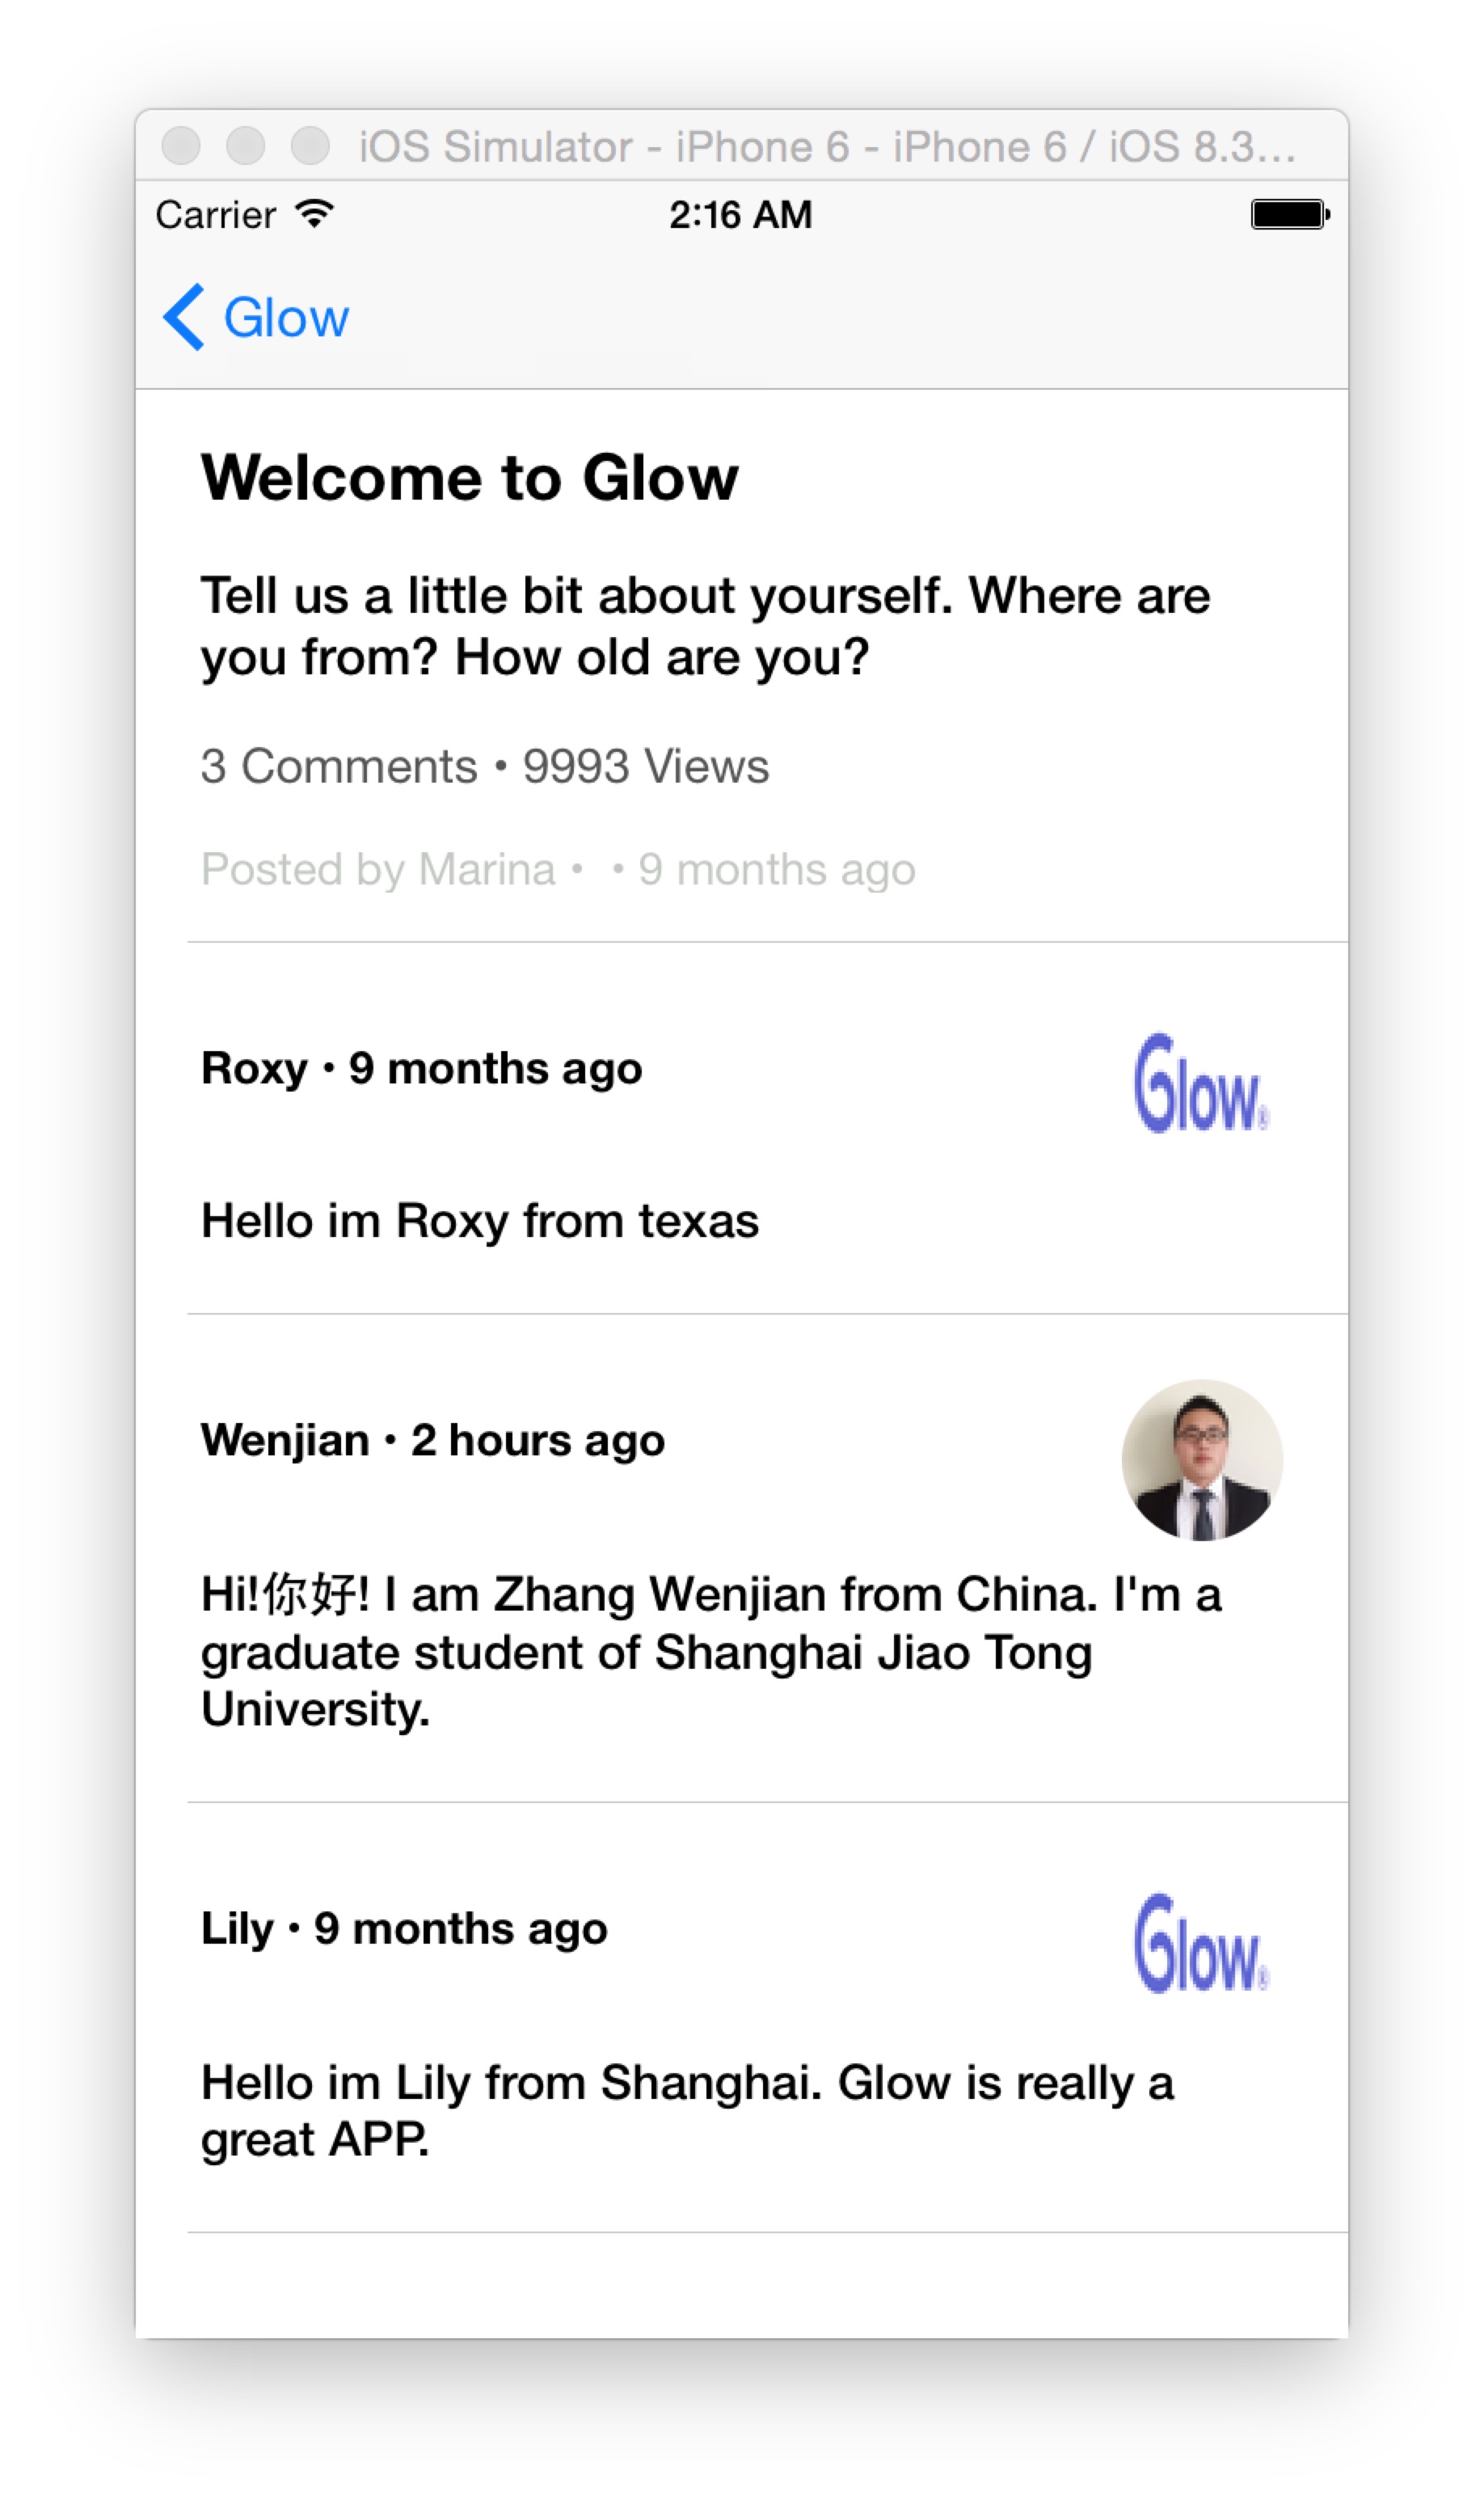 iOS Simulator - iPhone 6 - iPhone 6 / iOS 8.3...
Carrier
2:16 AM
Glow
Welcome to Glow
Tell us a little bit about yourself. Where are
you from? How old are you?
3 Comments • 9993 Views
Posted by Marina •  • 9 months ago
Roxy • 9 months ago
Glow®
Hello im Roxy from texas
Wenjian • 2 hours ago
Hi!你好! I am Zhang Wenjian from China. I'm a
graduate student of Shanghai Jiao Tong
University.
Lily • 9 months ago
Glow®
Hello im Lily from Shanghai. Glow is really a
great APP.